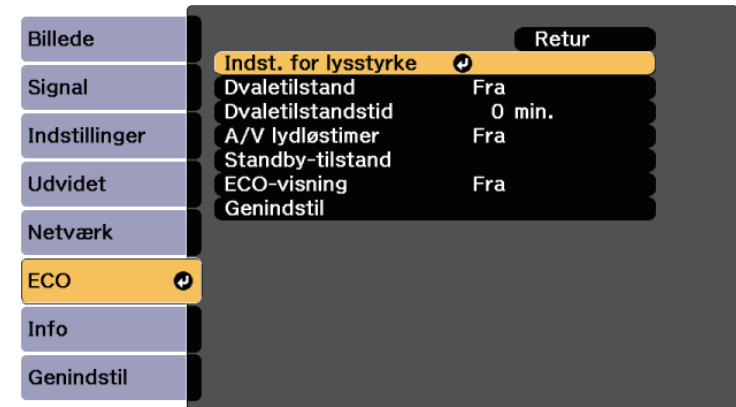 Billede
Signal
Indstillinger
Udvidet
Netværk
ECO
Info
Genindstil
Retur
Indst. for lysstyrke
Dvaletilstand Fra
Dvaletilstandstid 0 min.
A/V lydløstimer Fra
Standby-tilstand
ECO-visning Fra
Genindstil